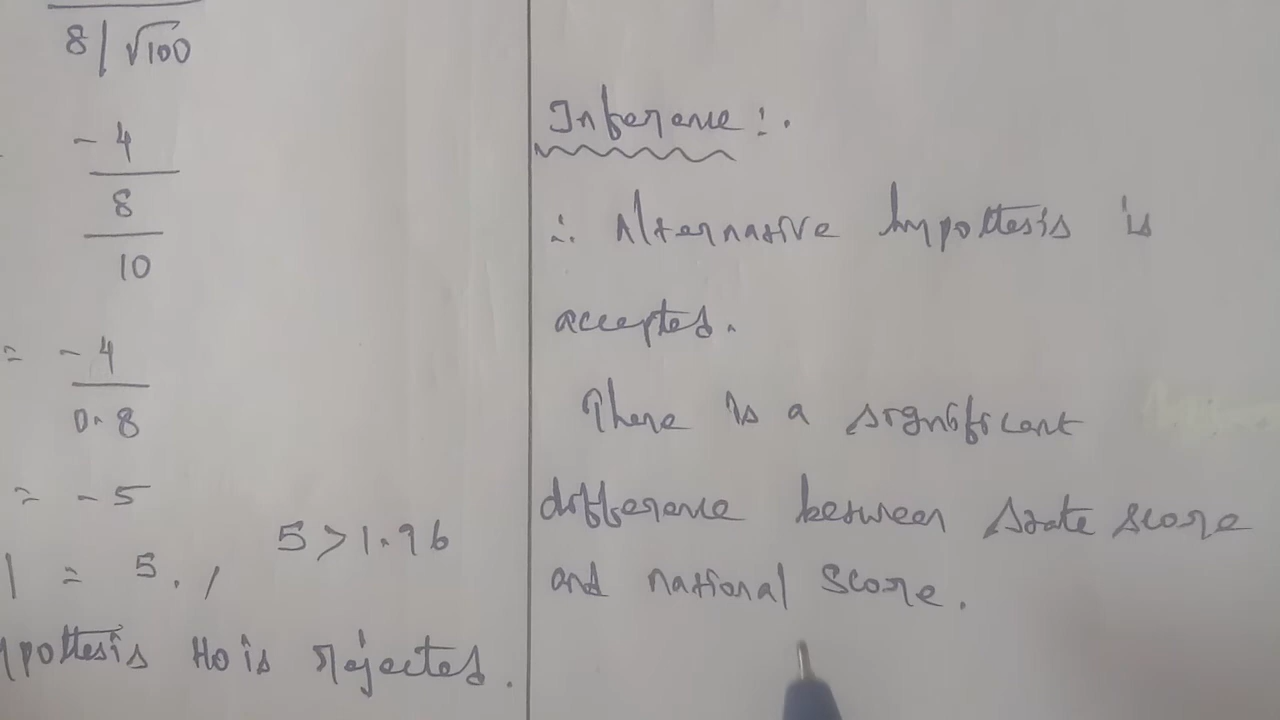 8/√100
- 4
8
10
= - 4
0.8
= - 5
| = 5. , 5 > 1.96
Ho is rejected.
Inference :.
∴ Alternative hypothesis is
accepted.
There is a significant
difference between State score
and national score.